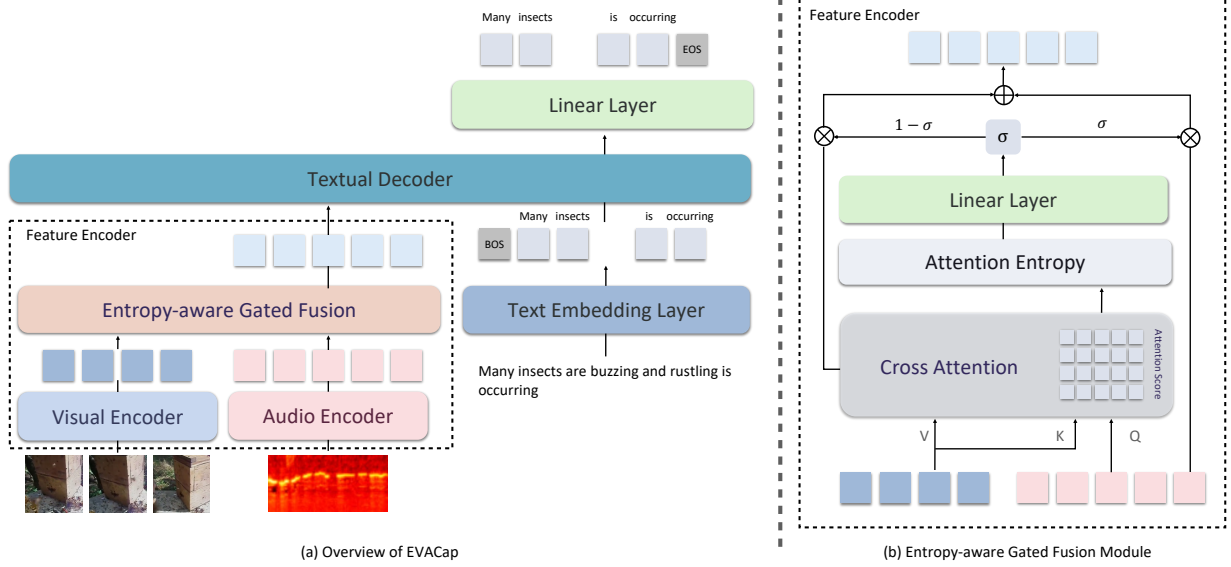 Many insects
is occurring
EOS
Linear Layer
Textual Decoder
Feature Encoder
Many insects
is occurring
BOS
Entropy-aware Gated Fusion
Text Embedding Layer
Many insects are buzzing and rustling is
occurring
Visual Encoder
Audio Encoder
(a) Overview of EVACap
Feature Encoder
1 − σ
σ
σ
Linear Layer
Attention Entropy
Cross Attention
Attention Score
V
K
Q
(b) Entropy-aware Gated Fusion Module